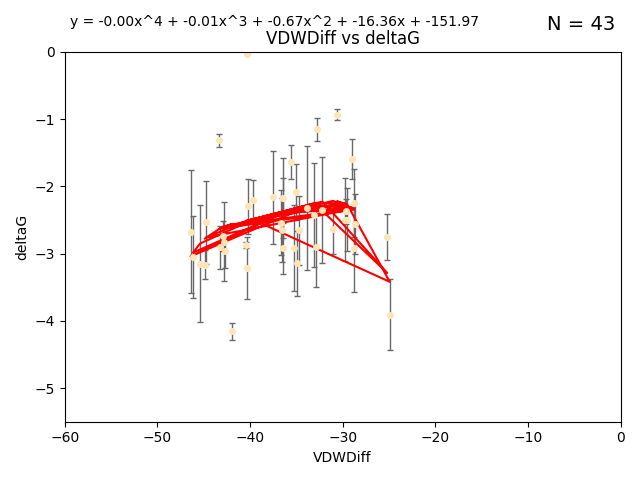 y = -0.00x^4 + -0.01x^3 + -0.67x^2 + -16.36x + -151.97
N = 43
VDWDiff vs deltaG
0
−1
−2
−3
−4
−5
deltaG
−60 −50 −40 −30 −20 −10 0
VDWDiff